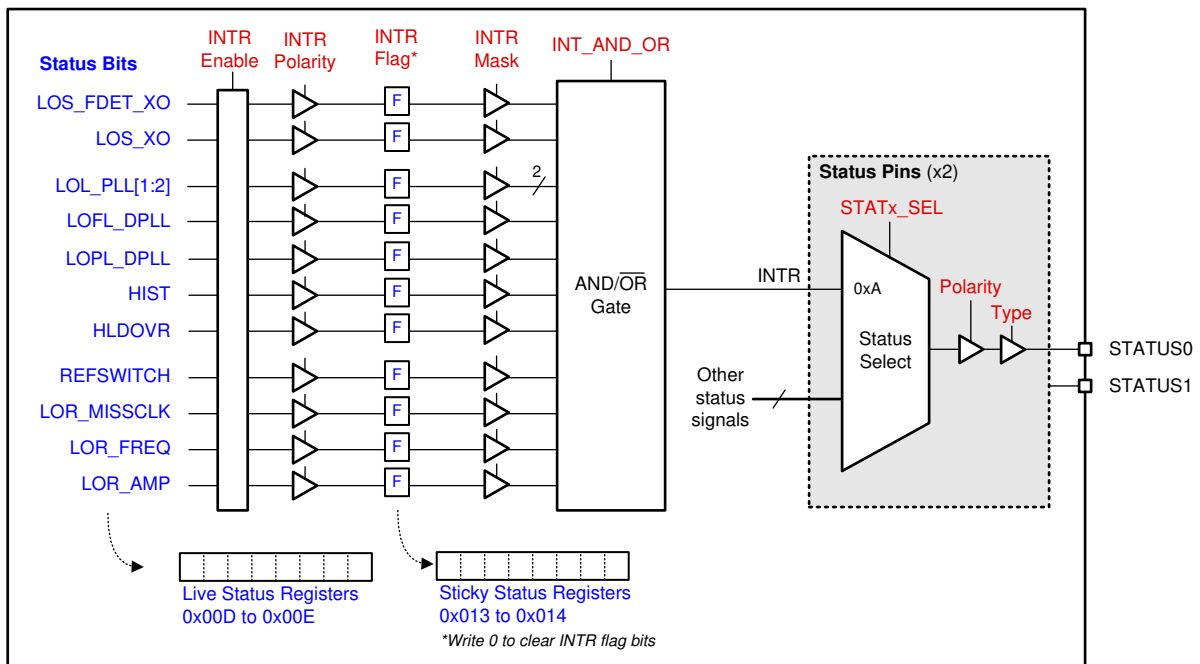 INTR
Enable
INTR
Polarity
INTR
Flag*
INTR
Mask
INT_AND_OR
Status Bits
LOS_FDET_XO
F
LOS_XO
F
LOL_PLL[1:2]
F
2
LOFL_DPLL
F
LOPL_DPLL
F
HIST
F
HLDOVR
F
REFSWITCH
F
LOR_MISSCLK
F
LOR_FREQ
F
LOR_AMP
F
AND/OR
Gate
INTR
Status Pins (x2)
STATx_SEL
0xA
Status
Select
Polarity
Type
Other
status
signals
STATUS0
STATUS1
Live Status Registers
0x00D to 0x00E
Sticky Status Registers
0x013 to 0x014
*Write 0 to clear INTR flag bits